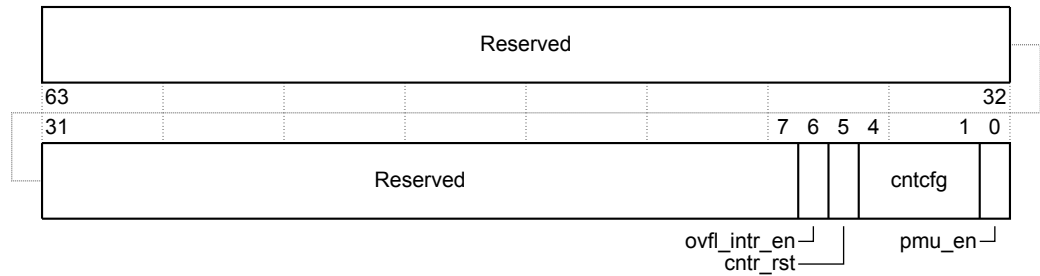 Reserved
63 32
31 7 6 5 4 1 0
Reserved cntcfg
ovfl_intr_en pmu_en
cntr_rst